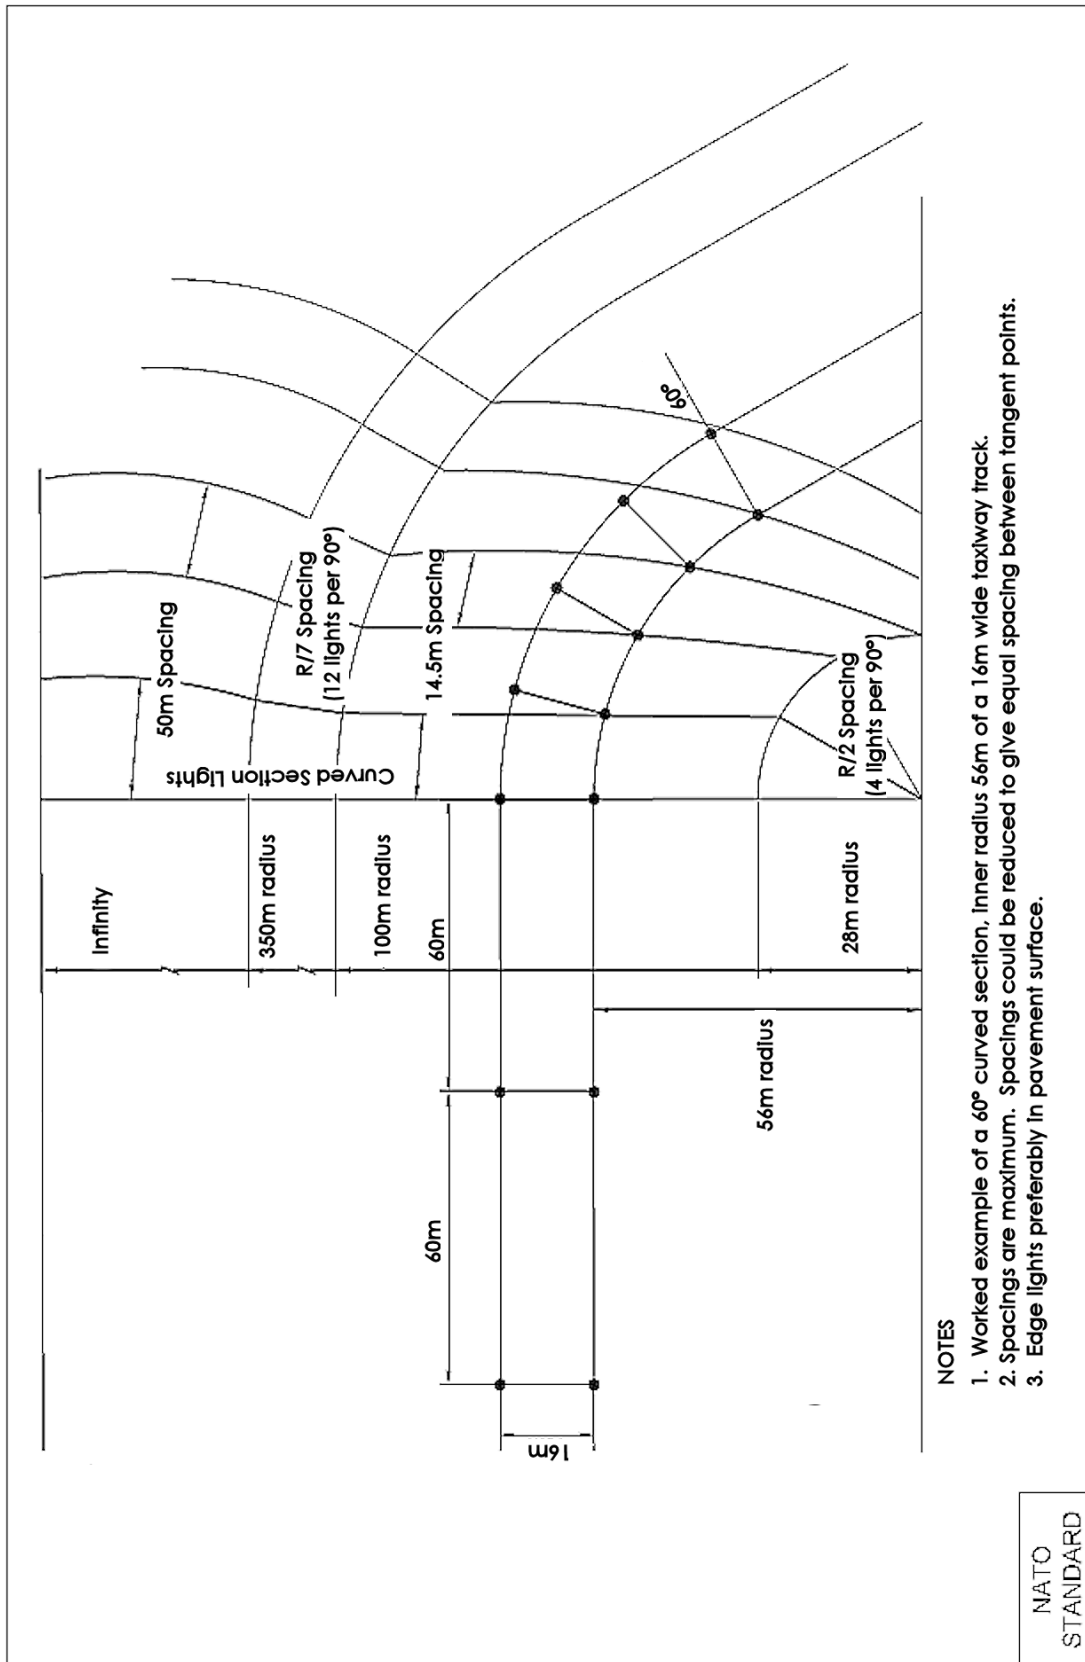 Infinity
50m Spacing
Curved Section Lights
350m radius
R/7 Spacing
(12 lights per 90°)
100m radius
60m
14.5m Spacing
60m
60°
16m
56m radius
28m radius
R/2 Spacing
(4 lights per 90°)
NOTES
1. Worked example of a 60° curved section, inner radius 56m of a 16m wide taxiway track.
2. Spacings are maximum. Spacings could be reduced to give equal spacing between tangent points.
3. Edge lights preferably in pavement surface.
NATO
STANDARD